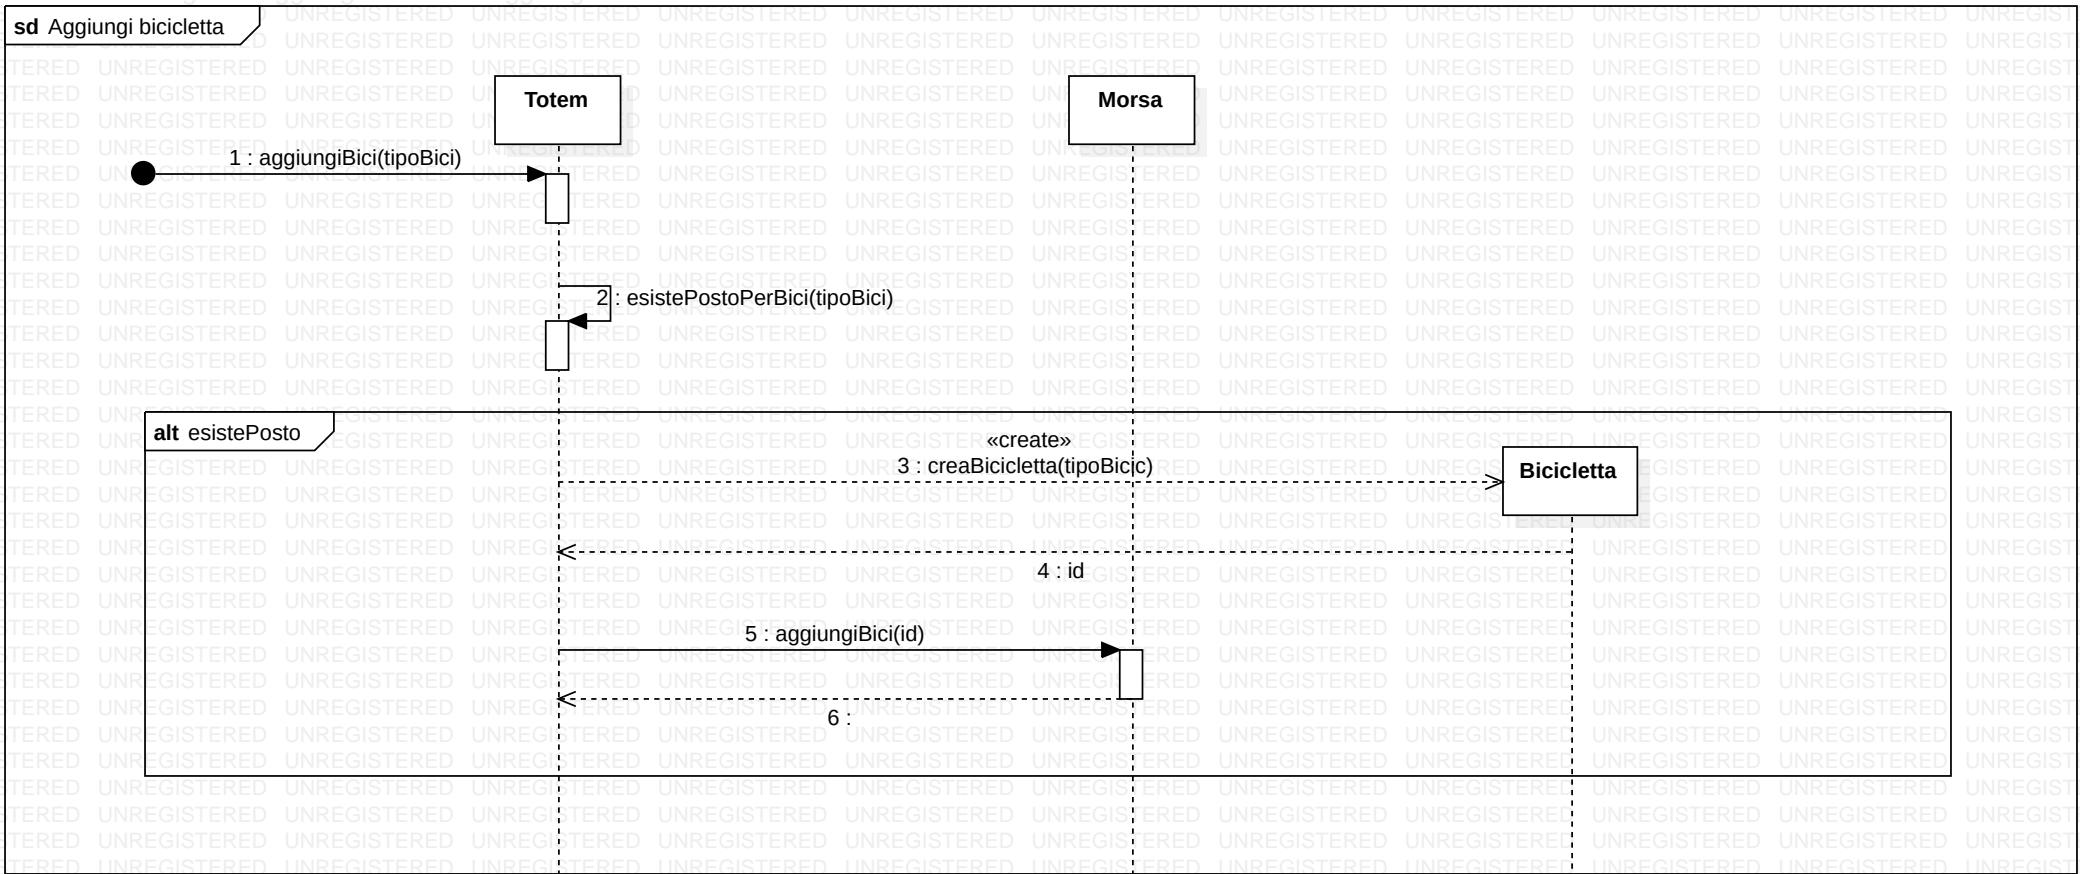 sd Aggiungi bicicletta
Totem
Morsa
1 : aggiungiBici(tipoBici)
2 : esistePostoPerBici(tipoBici)
alt esistePosto
«create»
3 : creaBicicletta(tipoBicic)
Bicicletta
4 : id
5 : aggiungiBici(id)
6 :
UNREGISTERED